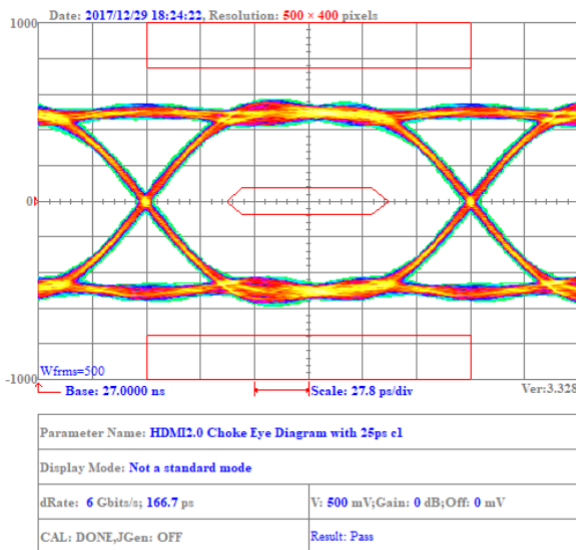 Date: 2017/12/29 18:24:22, Resolution: 500 × 400 pixels
1000
0
-1000
Wfrms=500
Base: 27.0000 ns
Scale: 27.8 ps/div
Ver:3.328
Parameter Name: HDMI2.0 Choke Eye Diagram with 25ps c1
Display Mode: Not a standard mode
dRate: 6 Gbits/s; 166.7 ps
V: 500 mV;Gain: 0 dB;Off: 0 mV
CAL: DONE,JGen: OFF
Result: Pass